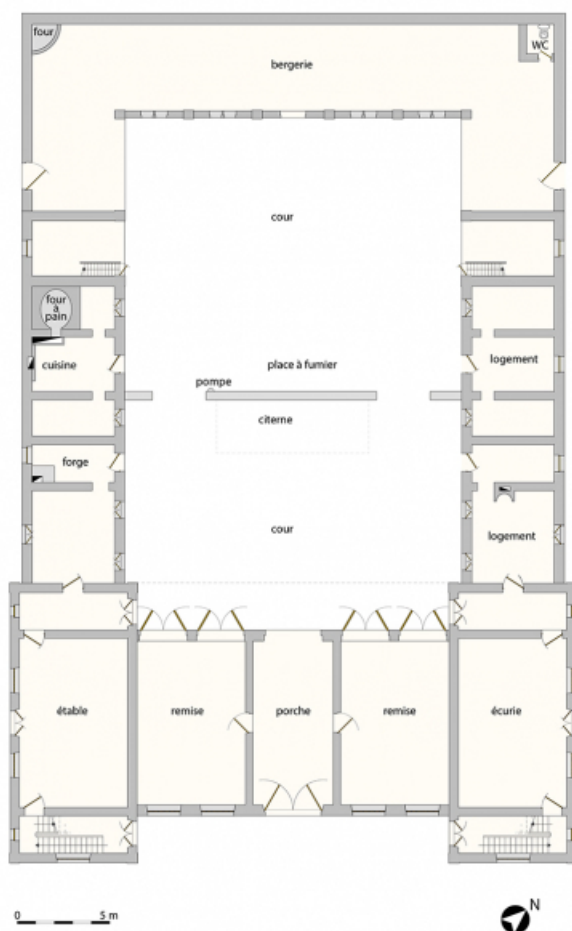 four
WC
bergerie
cour
four
à
pain
cuisine
place à fumier
logement
pompe
citerne
forge
cour
logement
étable
remise
porche
remise
écurie
0 5 m
N